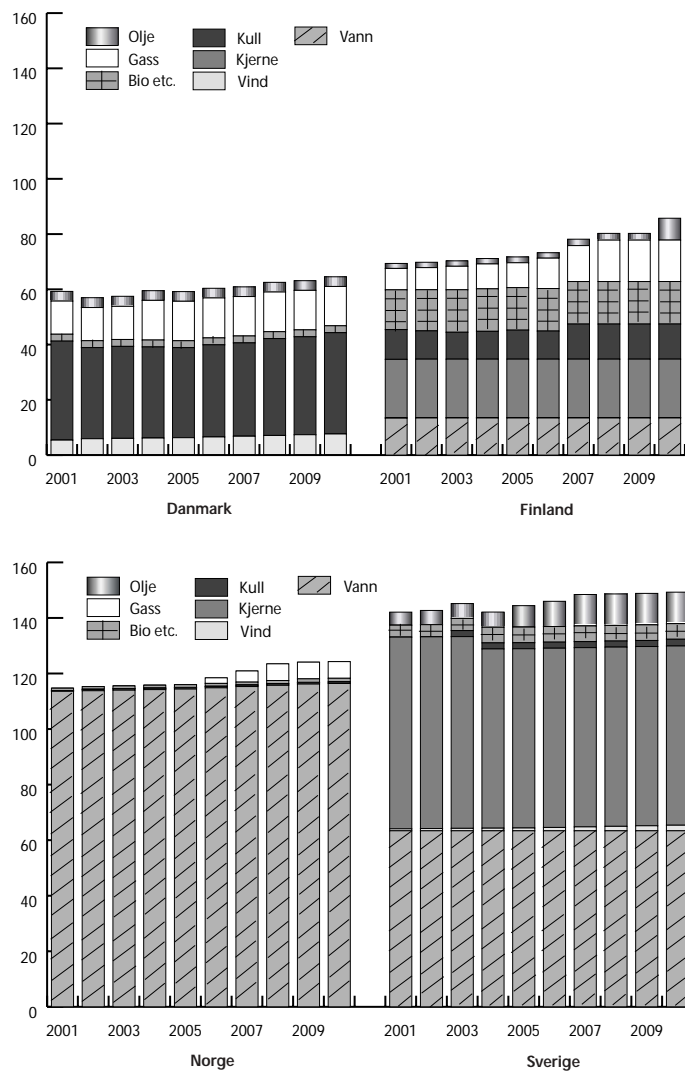 160
140
120
100
80
60
40
20
0
Olje
Gass
Bio etc.
Kull
Kjerne
Vind
Vann
2001 2003 2005 2007 2009
Danmark
2001 2003 2005 2007 2009
Finland
160
140
120
100
80
60
40
20
0
Olje
Gass
Bio etc.
Kull
Kjerne
Vind
Vann
2001 2003 2005 2007 2009
Norge
2001 2003 2005 2007 2009
Sverige